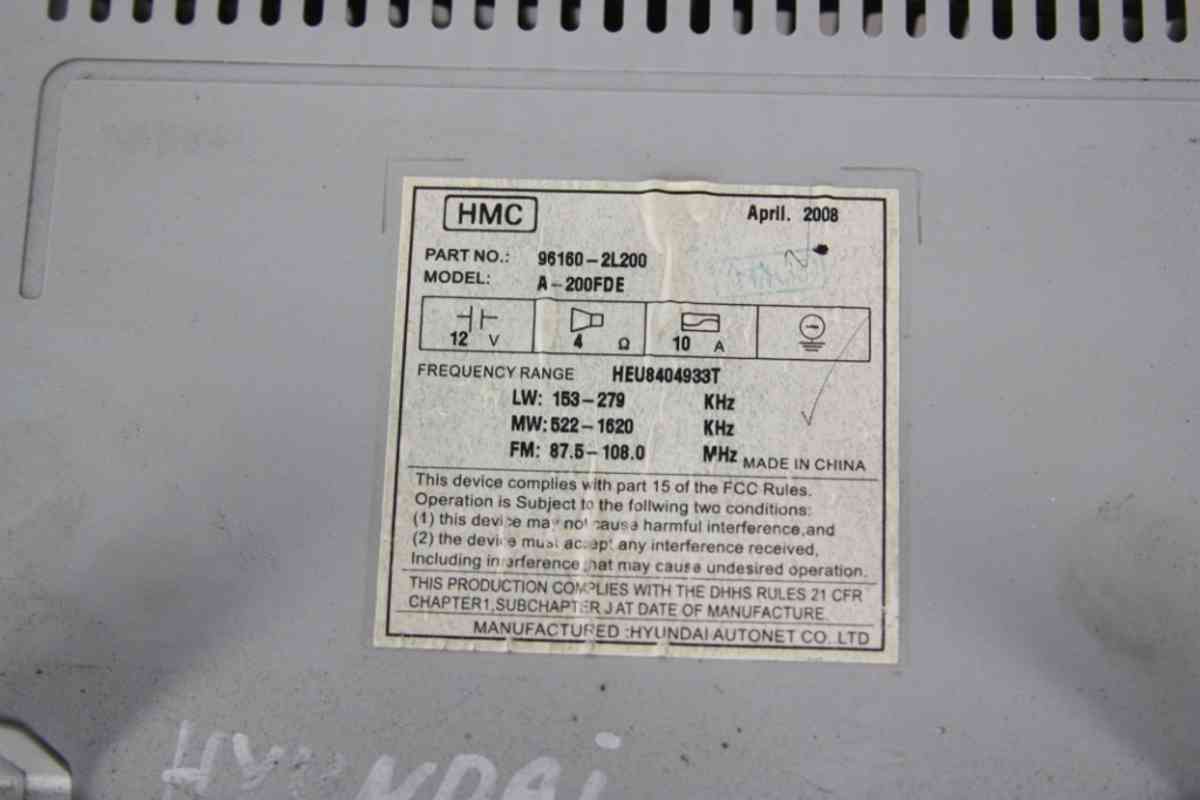 HMC
April. 2008
PART NO.: 96160-2L200
MODEL: A-200FDE
12 V 4 Ω 10 A
FREQUENCY RANGE HEU8404933T
LW: 153-279 KHz
MW: 522-1620 KHz
FM: 87.5-108.0 MHz
MADE IN CHINA
This device complies with part 15 of the FCC Rules.
Operation is Subject to the follwing two conditions:
(1) this device may not cause harmful interference,and
(2) the device must accept any interference received,
Including interference that may cause undesired operation.
THIS PRODUCTION COMPLIES WITH THE DHHS RULES 21 CFR
CHAPTER1,SUBCHAPTER J AT DATE OF MANUFACTURE.
MANUFACTURED :HYUNDAI AUTONET CO. LTD
HYUNDAi